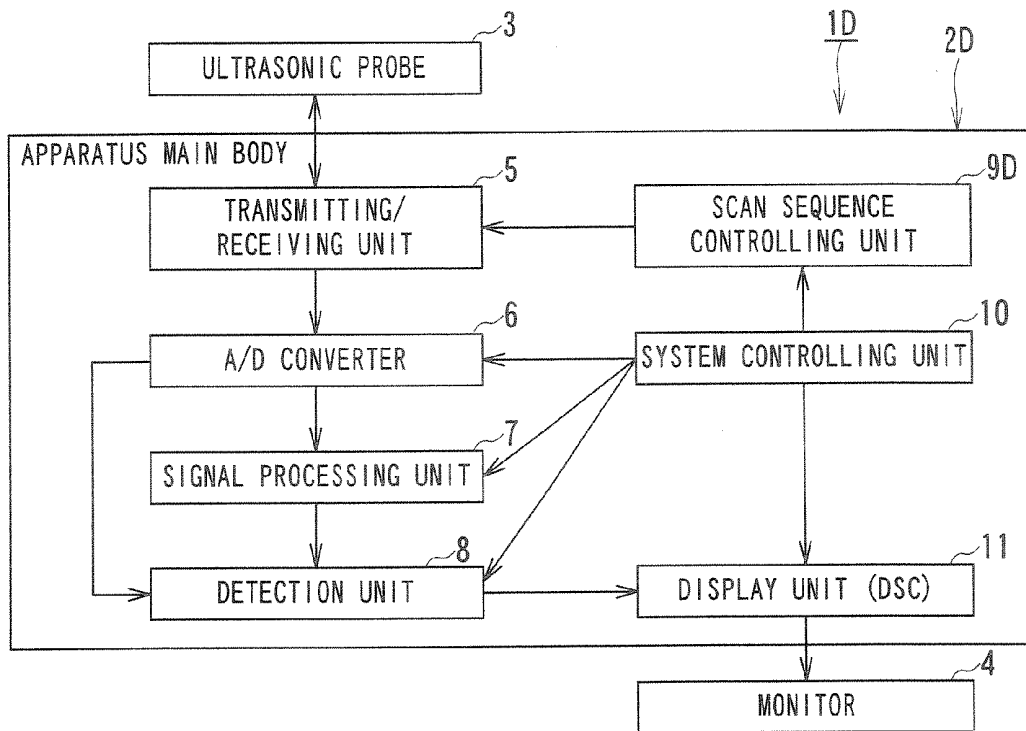 3
1D
2D
ULTRASONIC PROBE
APPARATUS MAIN BODY
5
9D
TRANSMITTING/
RECEIVING UNIT
SCAN SEQUENCE
CONTROLLING UNIT
6
10
A/D CONVERTER
SYSTEM CONTROLLING UNIT
7
SIGNAL PROCESSING UNIT
8
11
DETECTION UNIT
DISPLAY UNIT (DSC)
4
MONITOR